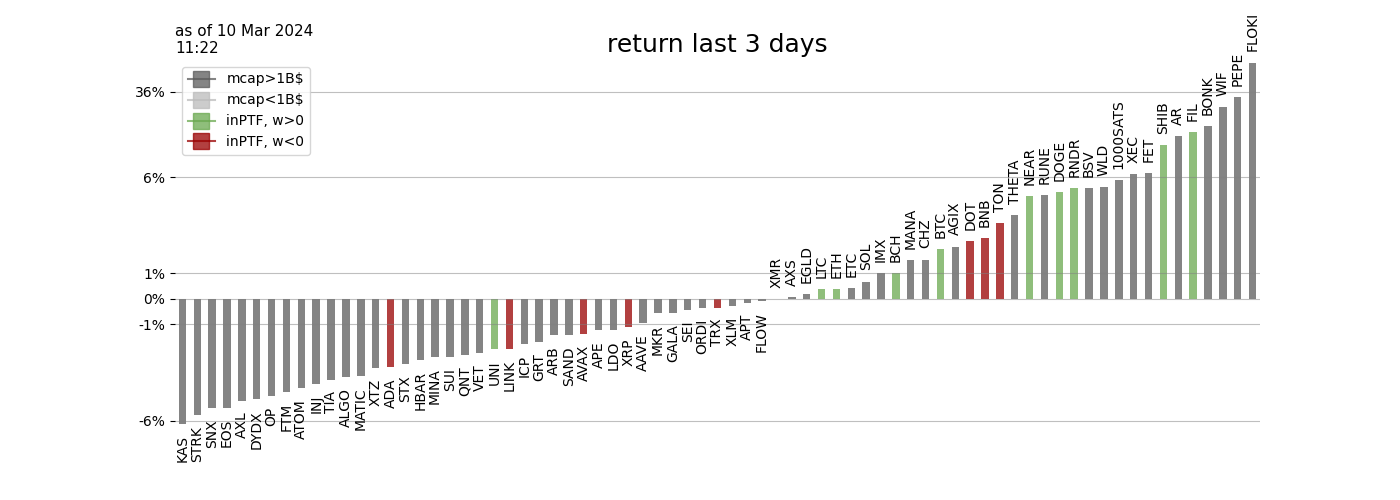 as of 10 Mar 2024
11:22
return last 3 days
mcap>1B$
mcap<1B$
inPTF, w>0
inPTF, w<0
36%
6%
1%
0%
-1%
-6%
KAS
STRK
SNX
EOS
AXL
DYDX
OP
FTM
ATOM
INJ
TIA
ALGO
MATIC
XTZ
ADA
STX
HBAR
MINA
SUI
QNT
VET
UNI
LINK
ICP
GRT
ARB
SAND
AVAX
APE
LDO
XRP
AAVE
MKR
GALA
SEI
ORDI
TRX
XLM
APT
FLOW
XMR
AXS
EGLD
LTC
ETH
ETC
SOL
IMX
BCH
MANA
CHZ
BTC
AGIX
DOT
BNB
TON
THETA
NEAR
RUNE
DOGE
RNDR
BSV
WLD
1000SATS
XEC
FET
SHIB
AR
FIL
BONK
WIF
PEPE
FLOKI